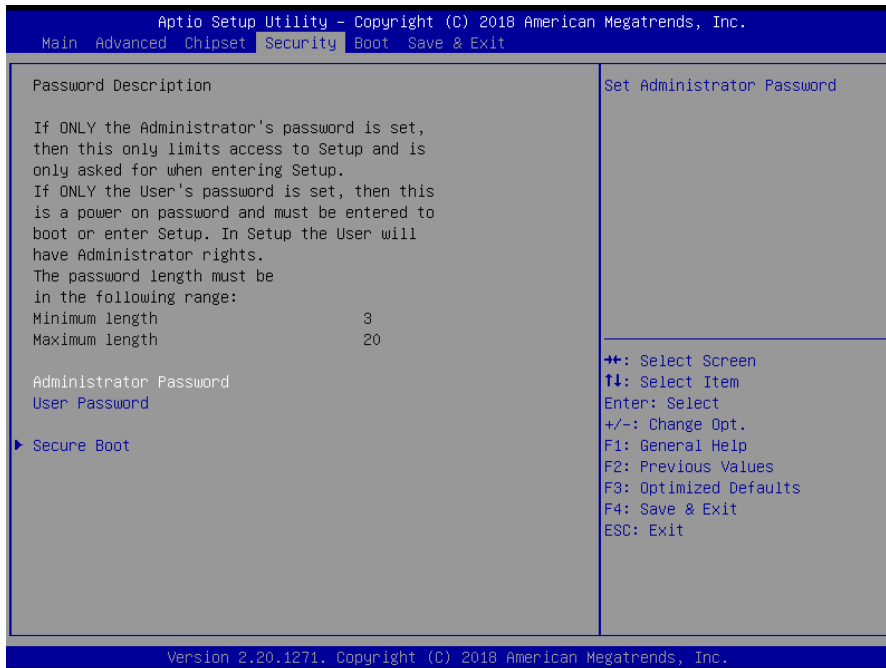 Aptio Setup Utility – Copyright (C) 2018 American Megatrends, Inc.
Main Advanced Chipset Security Boot Save & Exit
Password Description
If ONLY the Administrator's password is set,
then this only limits access to Setup and is
only asked for when entering Setup.
If ONLY the User's password is set, then this
is a power on password and must be entered to
boot or enter Setup. In Setup the User will
have Administrator rights.
The password length must be
in the following range:
Minimum length 3
Maximum length 20
Administrator Password
User Password
Secure Boot
Set Administrator Password
→←: Select Screen
↑↓: Select Item
Enter: Select
+/-: Change Opt.
F1: General Help
F2: Previous Values
F3: Optimized Defaults
F4: Save & Exit
ESC: Exit
Version 2.20.1271. Copyright (C) 2018 American Megatrends, Inc.